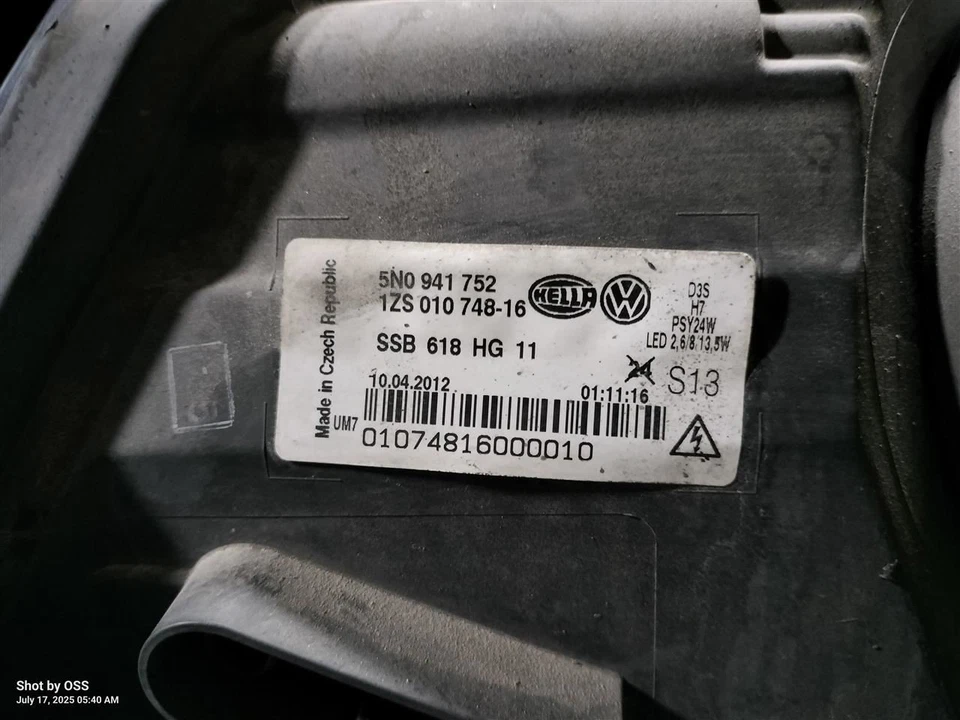 Made in Czech Republic
5N0 941 752
1ZS 010 748-16
HELLA
VW
SSB 618 HG 11
D3S
H7
PSY24W
LED 2,6/8/13,5W
24
S13
10.04.2012
01:11:16
UM7
01074816000010
Shot by OSS
July 17, 2025 05:40 AM